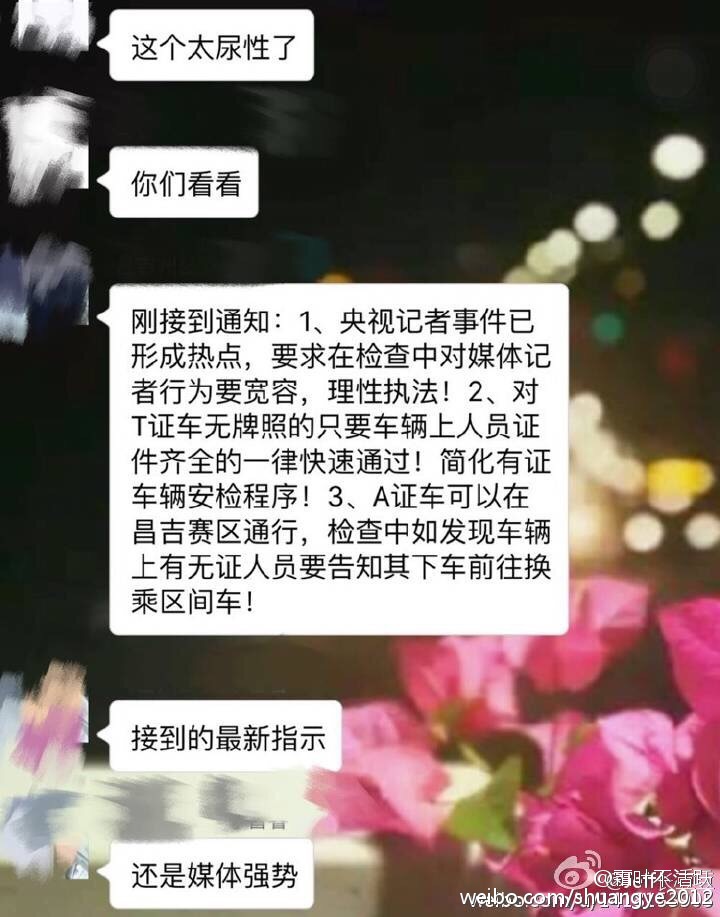 这个太尿性了
你们看看
刚接到通知：1、央视记者事件已
形成热点，要求在检查中对媒体记
者行为要宽容，理性执法！2、对
T证车无牌照的只要车辆上人员证
件齐全的一律快速通过！简化有证
车辆安检程序！3、A证车可以在
昌吉赛区通行，检查中如发现车辆
上有无证人员要告知其下车前往换
乘区间车！
接到的最新指示
还是媒体强势
weibo.com/shuangye2012